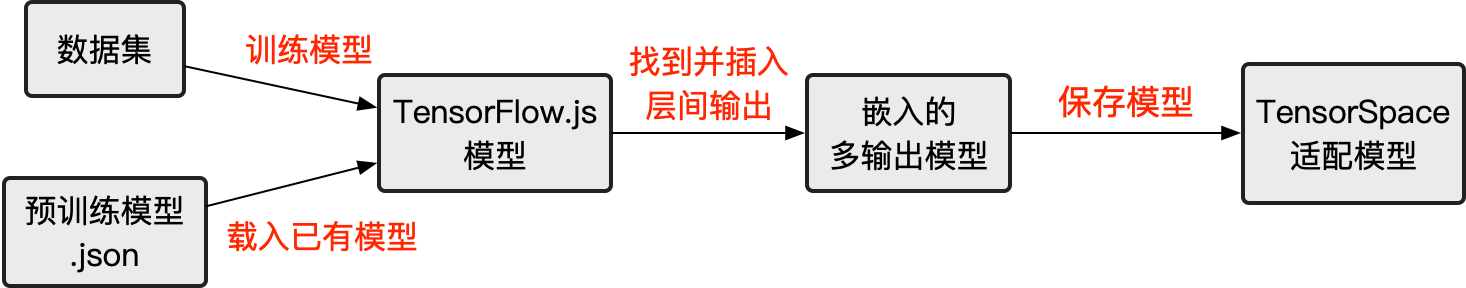 数据集
训练模型
预训练模型
.json
载入已有模型
TensorFlow.js
模型
找到并插入
层间输出
嵌入的
多输出模型
保存模型
TensorSpace
适配模型